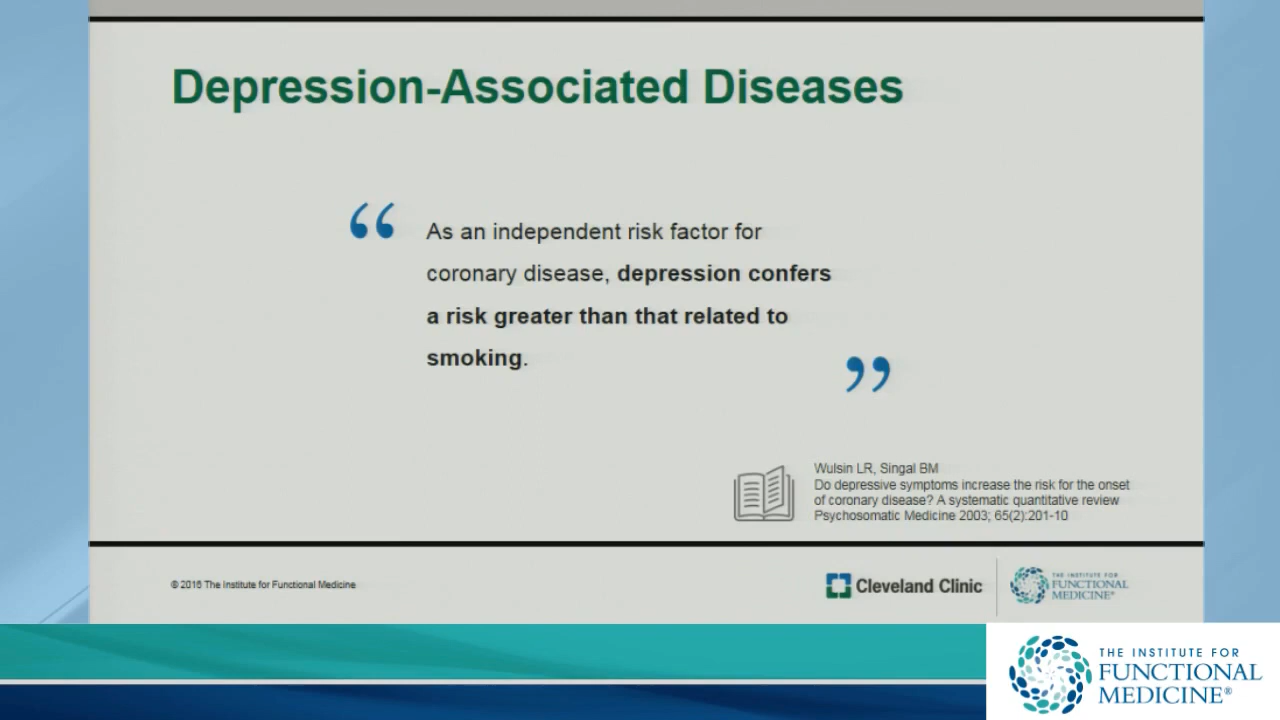 Depression-Associated Diseases
“ As an independent risk factor for
coronary disease, depression confers
a risk greater than that related to
smoking. ”
Wulsin LR, Singal BM
Do depressive symptoms increase the risk for the onset
of coronary disease? A systematic quantitative review
Psychosomatic Medicine 2003; 65(2):201-10
© 2016 The Institute for Functional Medicine
Cleveland Clinic
THE INSTITUTE FOR
FUNCTIONAL
MEDICINE®
THE INSTITUTE FOR
FUNCTIONAL
MEDICINE®